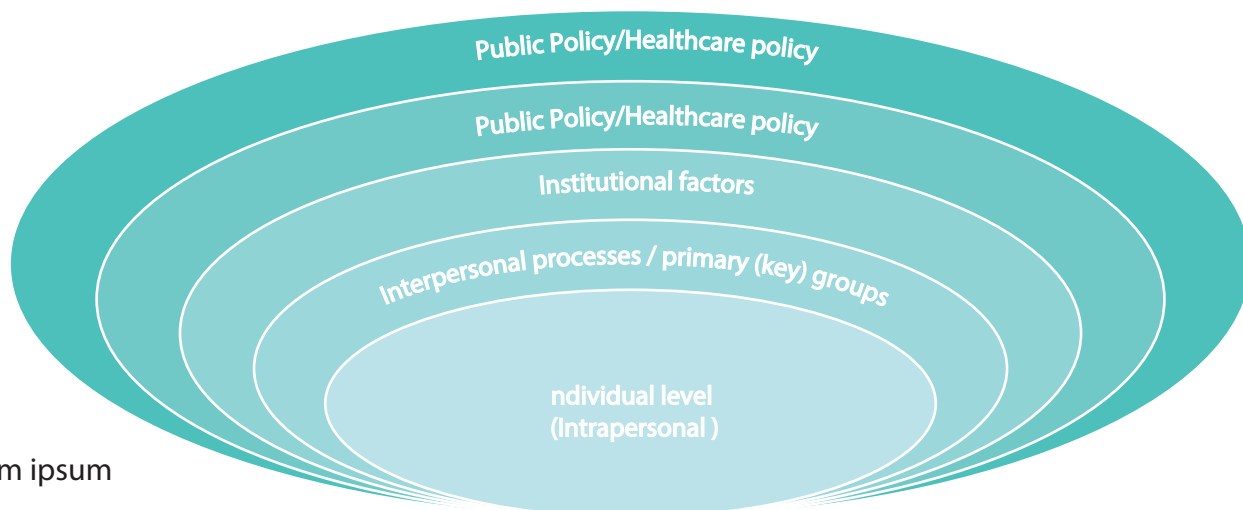 Public Policy/Healthcare policy
Public Policy/Healthcare policy
Institutional factors
Interpersonal processes / primary (key) groups
ndividual level
(Intrapersonal )
m ipsum